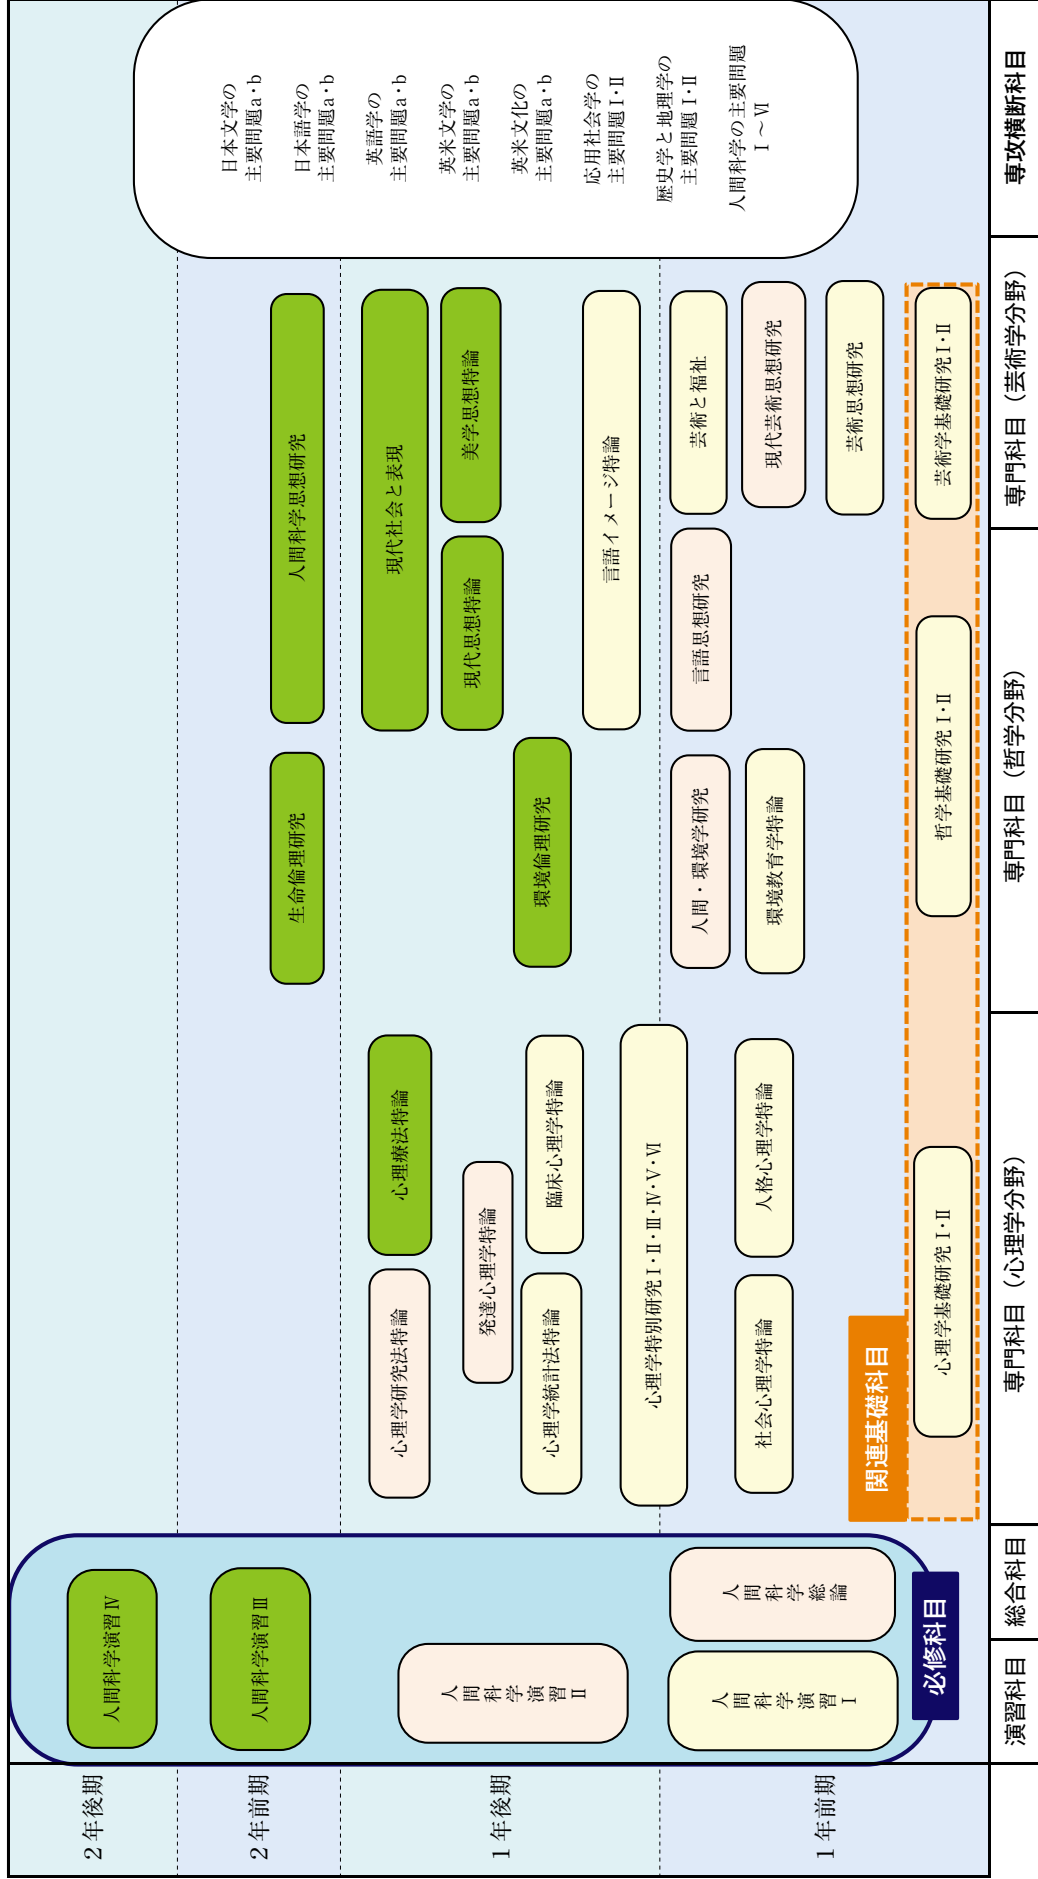 2年後期
2年前期
1年後期
1年前期
人間科学演習Ⅳ
人間科学演習Ⅲ
人間科学演習Ⅱ
人間科学演習Ⅰ
人間科学総論
必修科目
生命倫理研究
人間科学思想研究
心理学研究法特論
心理療法特論
現代社会と表現
発達心理学特論
現代思想特論
美学思想特論
心理学統計法特論
臨床心理学特論
環境倫理研究
言語イメージ特論
心理学特別研究Ⅰ・Ⅱ・Ⅲ・Ⅳ・Ⅴ・Ⅵ
人間・環境学研究
言語思想研究
芸術と福祉
社会心理学特論
人格心理学特論
環境教育学特論
現代芸術思想研究
芸術思想研究
関連基礎科目
心理学基礎研究Ⅰ・Ⅱ
哲学基礎研究Ⅰ・Ⅱ
芸術学基礎研究Ⅰ・Ⅱ
日本文学の
主要問題a・b
日本語学の
主要問題a・b
英語学の
主要問題a・b
英米文学の
主要問題a・b
英米文化の
主要問題a・b
応用社会学の
主要問題Ⅰ・Ⅱ
歴史学と地理学の
主要問題Ⅰ・Ⅱ
人間科学の主要問題
Ⅰ～Ⅵ
演習科目
総合科目
専門科目（心理学分野）
専門科目（哲学分野）
専門科目（芸術学分野）
専攻横断科目